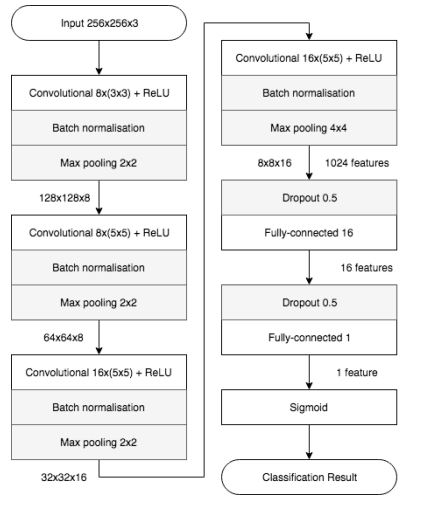 Input 256x256x3
Convolutional 8x(3x3) + ReLU
Batch normalisation
Max pooling 2x2
128x128x8
Convolutional 8x(5x5) + ReLU
Batch normalisation
Max pooling 2x2
64x64x8
Convolutional 16x(5x5) + ReLU
Batch normalisation
Max pooling 2x2
32x32x16
Convolutional 16x(5x5) + ReLU
Batch normalisation
Max pooling 4x4
8x8x16 1024 features
Dropout 0.5
Fully-connected 16
16 features
Dropout 0.5
Fully-connected 1
1 feature
Sigmoid
Classification Result